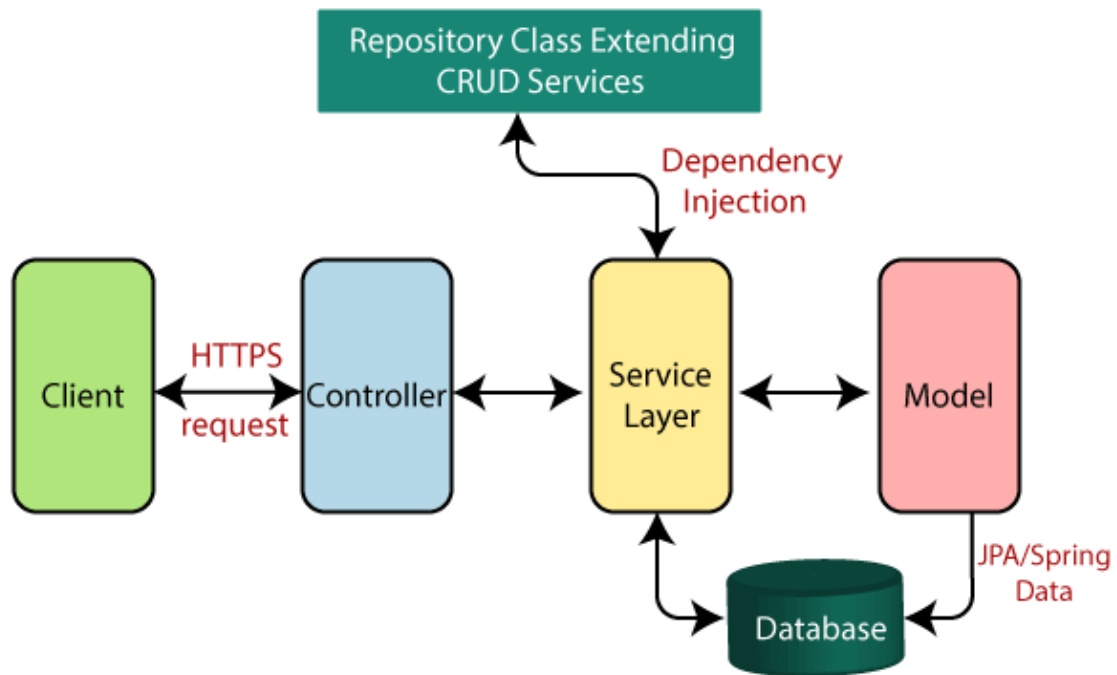 Repository Class Extending
CRUD Services
Dependency
Injection
Client
HTTPS
request
Controller
Service
Layer
Model
JPA/Spring
Data
Database